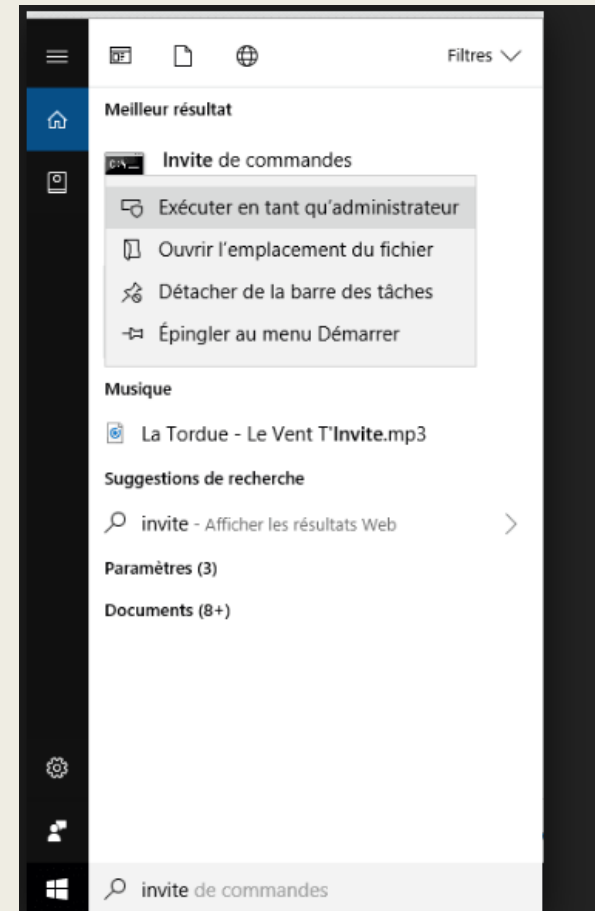 Filtres
Meilleur résultat
C:\_
Invite de commandes
Exécuter en tant qu'administrateur
Ouvrir l'emplacement du fichier
Détacher de la barre des tâches
Épingler au menu Démarrer
Musique
La Tordue - Le Vent T'Invite.mp3
Suggestions de recherche
invite - Afficher les résultats Web
Paramètres (3)
Documents (8+)
invite de commandes